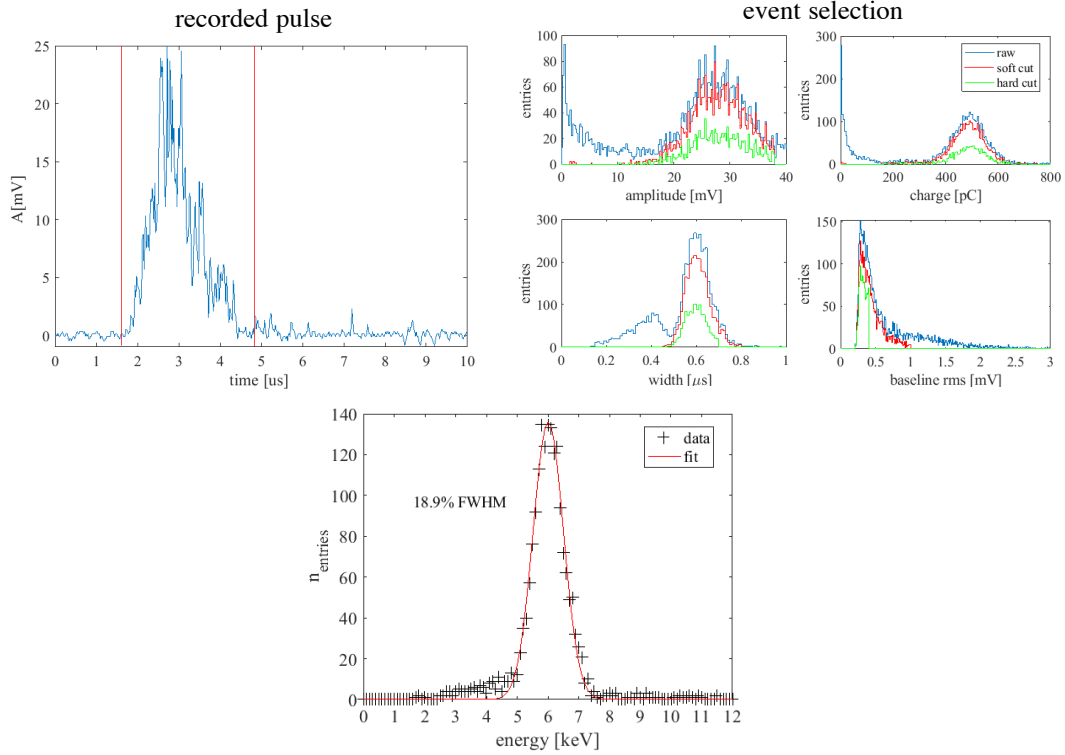 recorded pulse
event selection
A[mV]
25
20
15
10
5
0
0 1 2 3 4 5 6 7 8 9 10
time [us]
entries
100
80
60
40
20
0
0 10 20 30 40
amplitude [mV]
entries
300
200
100
0
raw
soft cut
hard cut
0 200 400 600 800
charge [pC]
entries
300
200
100
0
0 0.2 0.4 0.6 0.8 1
width [μs]
entries
150
100
50
0
0 0.5 1 1.5 2 2.5 3
baseline rms [mV]
n_entries
140
120
100
80
60
40
20
0
data
fit
18.9% FWHM
0 1 2 3 4 5 6 7 8 9 10 11 12
energy [keV]